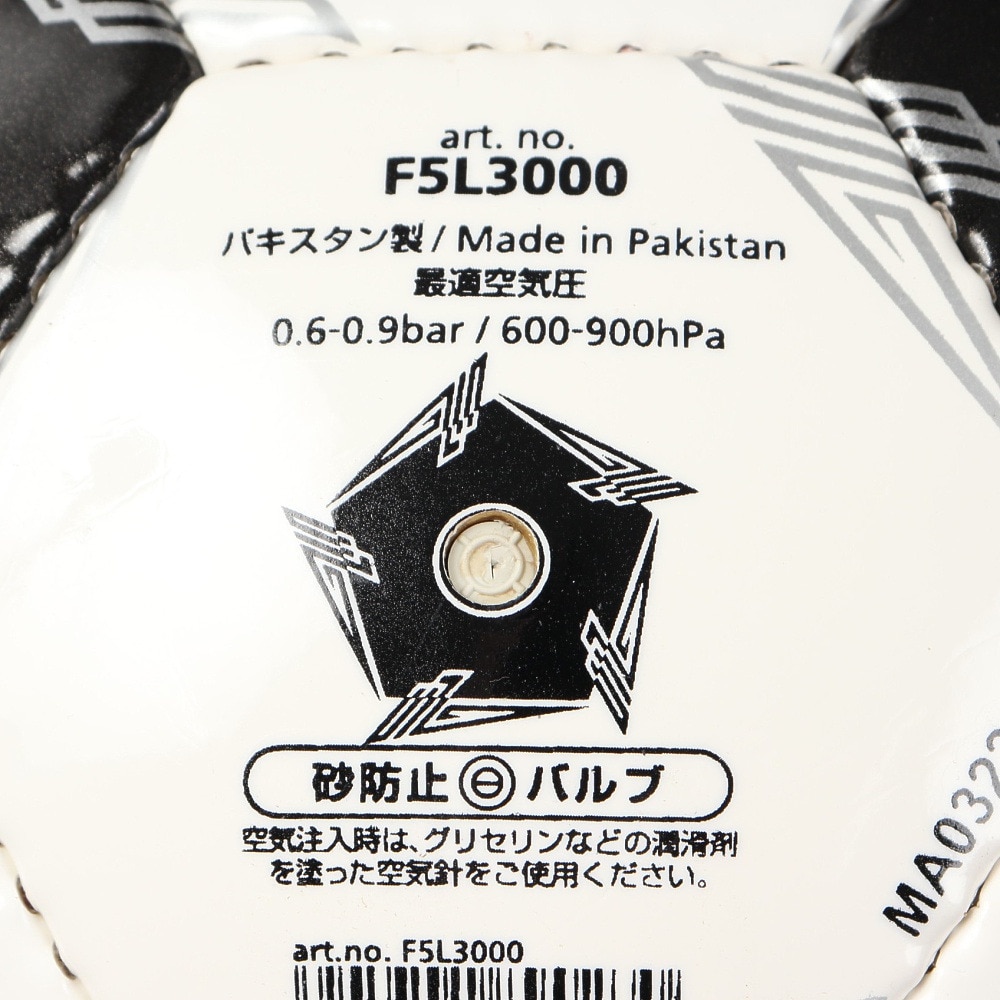 art. no.
F5L3000
パキスタン製 / Made in Pakistan
最適空気圧
0.6-0.9bar / 600-900hPa
砂防止 バルブ
空気注入時は、グリセリンなどの潤滑剤
を塗った空気針をご使用ください。
MA0322
art.no. F5L3000